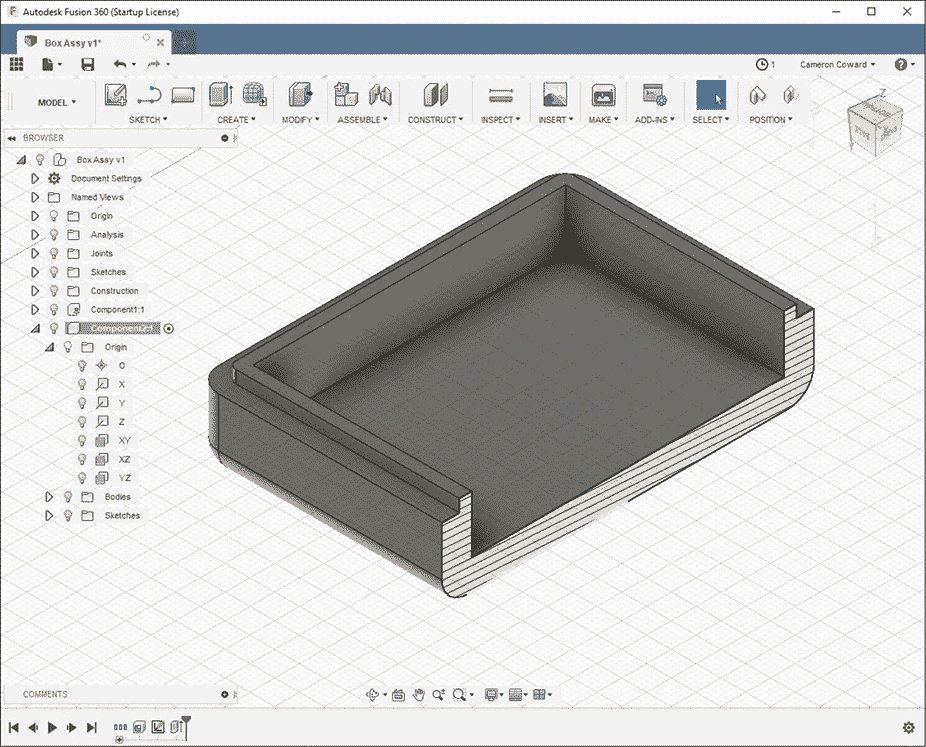 Autodesk Fusion 360 (Startup License)
Box Assy v1*
1
Cameron Coward
MODEL
SKETCH
CREATE
MODIFY
ASSEMBLE
CONSTRUCT
INSPECT
INSERT
MAKE
ADD-INS
SELECT
POSITION
Z
BROWSER
Box Assy v1
Document Settings
Named Views
Origin
Analysis
Joints
Sketches
Construction
Component1:1
Component2:1
Origin
O
X
Y
Z
XY
XZ
YZ
Bodies
Sketches
COMMENTS